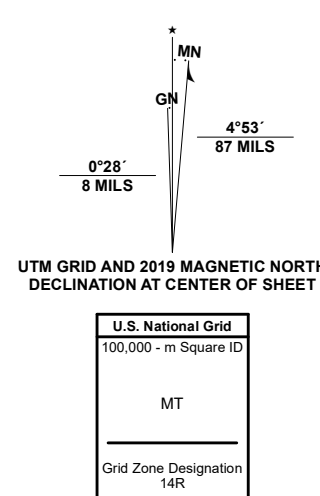 ★
MN
GN
4°53´
87 MILS
0°28´
8 MILS
UTM GRID AND 2019 MAGNETIC NORTH
DECLINATION AT CENTER OF SHEET
U.S. National Grid
100,000 - m Square ID
MT
Grid Zone Designation
14R